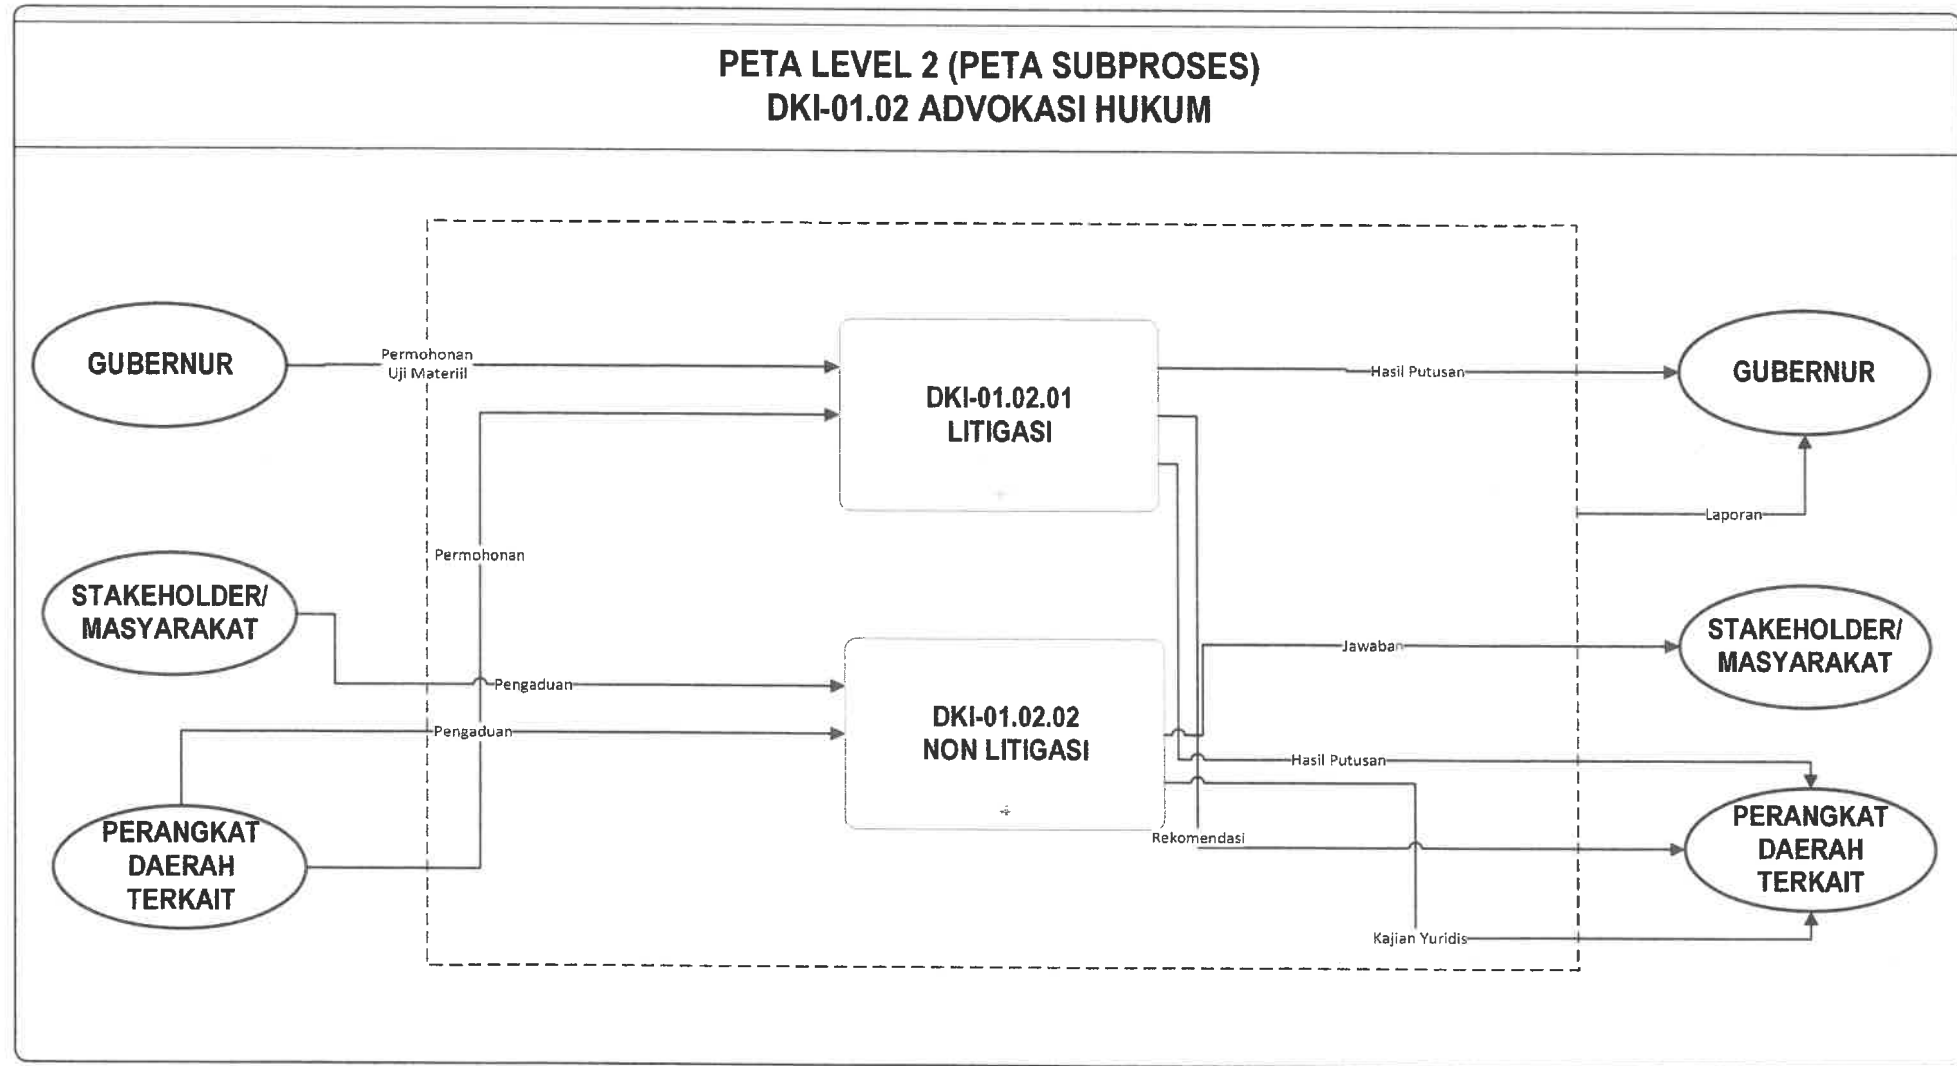 PETA LEVEL 2 (PETA SUBPROSES)
DKI-01.02 ADVOKASI HUKUM
GUBERNUR
Permohonan
Uji Materiil
DKI-01.02.01
LITIGASI
Hasil Putusan
GUBERNUR
Laporan
Permohonan
STAKEHOLDER/
MASYARAKAT
Pengaduan
Pengaduan
DKI-01.02.02
NON LITIGASI
Jawaban
STAKEHOLDER/
MASYARAKAT
Hasil Putusan
PERANGKAT
DAERAH
TERKAIT
Rekomendasi
PERANGKAT
DAERAH
TERKAIT
Kajian Yuridis